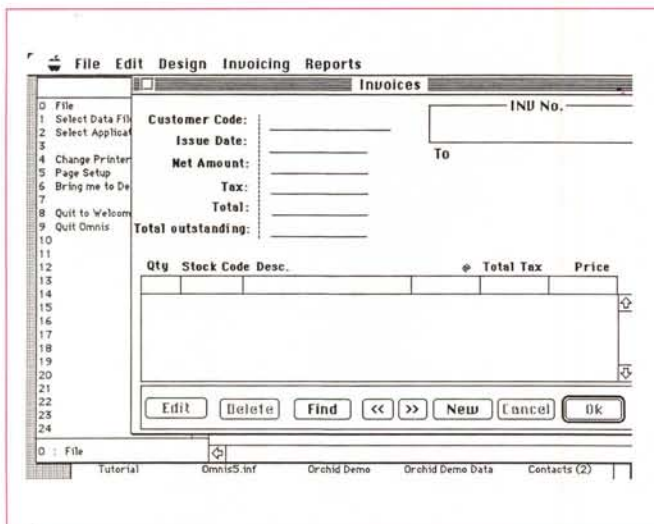 File Edit Design Invoicing Reports
Invoices
0 File
1 Select Data Fil
2 Select Applicat
3
4 Change Printer
5 Page Setup
6 Bring me to De
7
8 Quit to Welcom
9 Quit Omnis
10
11
12
13
14
15
16
17
18
19
20
21
22
23
24
0 : File
INV No.
Customer Code:
Issue Date:
Net Amount:
Tax:
Total:
Total outstanding:
To
Qty Stock Code Desc. @ Total Tax Price
Edit Delete Find << >> New Cancel Ok
Tutorial Omnis5.inf Orchid Demo Orchid Demo Data Contacts (2)